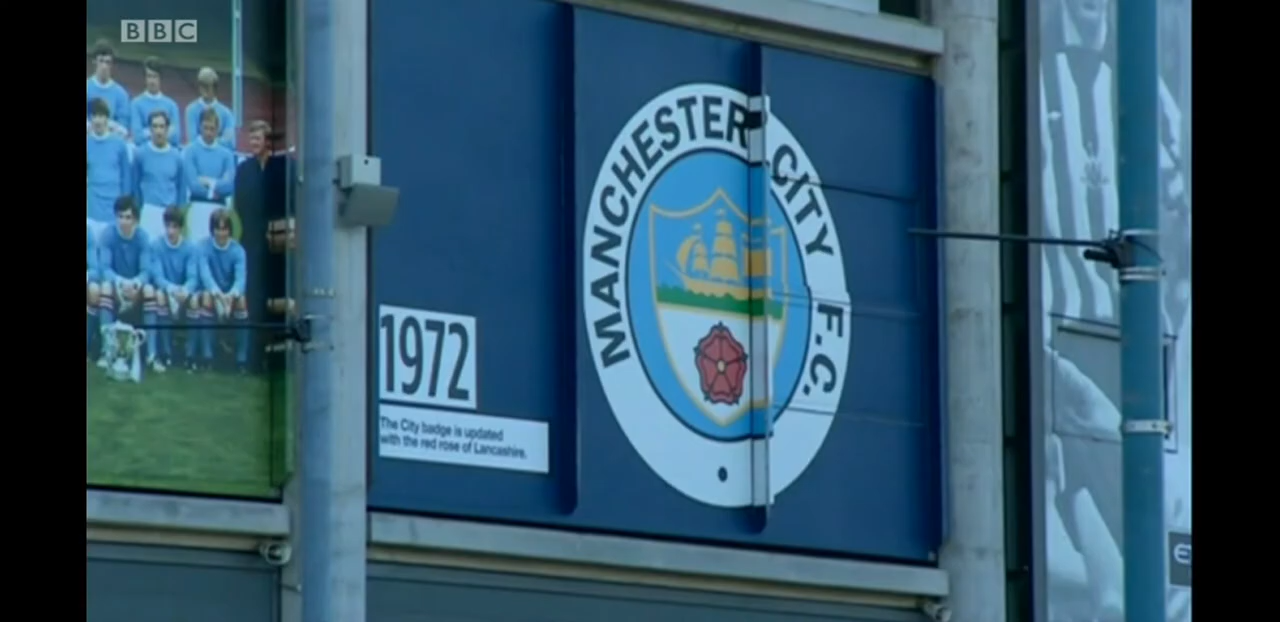 BBC
MANCHESTER CITY F.C.
1972
The City badge is updated
with the red rose of Lancashire.